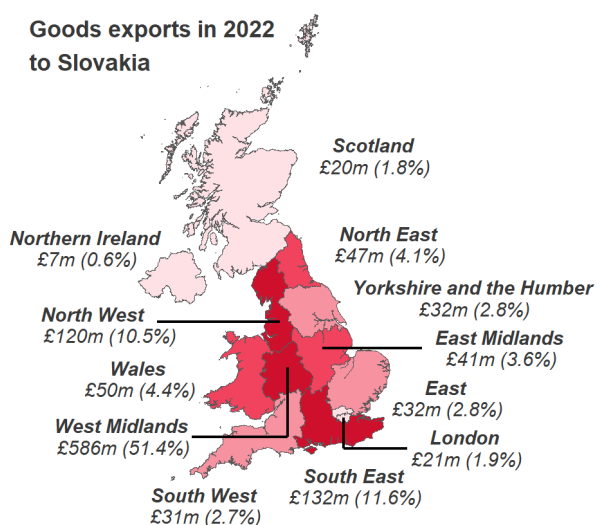 Goods exports in 2022
to Slovakia
Scotland
£20m (1.8%)
Northern Ireland
£7m (0.6%)
North East
£47m (4.1%)
Yorkshire and the Humber
£32m (2.8%)
North West
£120m (10.5%)
East Midlands
£41m (3.6%)
Wales
£50m (4.4%)
East
£32m (2.8%)
West Midlands
£586m (51.4%)
London
£21m (1.9%)
South East
£132m (11.6%)
South West
£31m (2.7%)